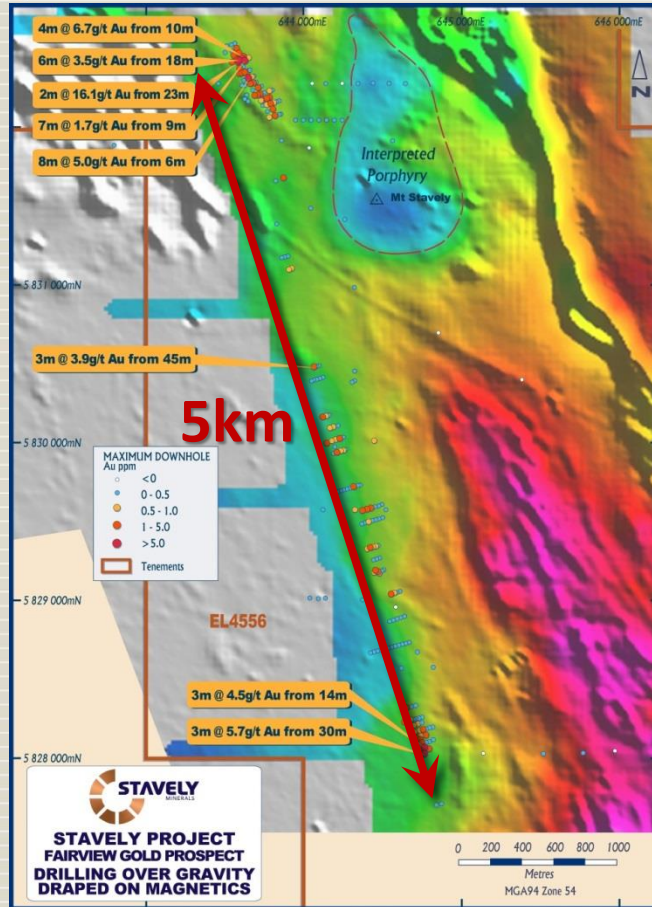 644 000mE
645 000mE
646 000mE
4m @ 6.7g/t Au from 10m
6m @ 3.5g/t Au from 18m
2m @ 16.1g/t Au from 23m
7m @ 1.7g/t Au from 9m
8m @ 5.0g/t Au from 6m
N
Interpreted
Porphyry
Mt Stavely
5 831 000mN
3m @ 3.9g/t Au from 45m
5km
5 830 000mN
MAXIMUM DOWNHOLE
Au ppm
<0
0 - 0.5
0.5 - 1.0
1 - 5.0
>5.0
Tenements
5 829 000mN
EL4556
3m @ 4.5g/t Au from 14m
3m @ 5.7g/t Au from 30m
5 828 000mN
STAVELY
MINERALS
STAVELY PROJECT
FAIRVIEW GOLD PROSPECT
DRILLING OVER GRAVITY
DRAPED ON MAGNETICS
0 200 400 600 800 1000
Metres
MGA94 Zone 54